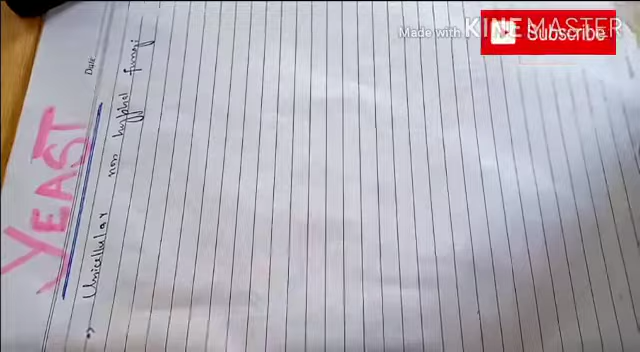 Made with KINEMASTER
Subscribe
Date
YEAST
⇒ Unicellular non hyphal fungi